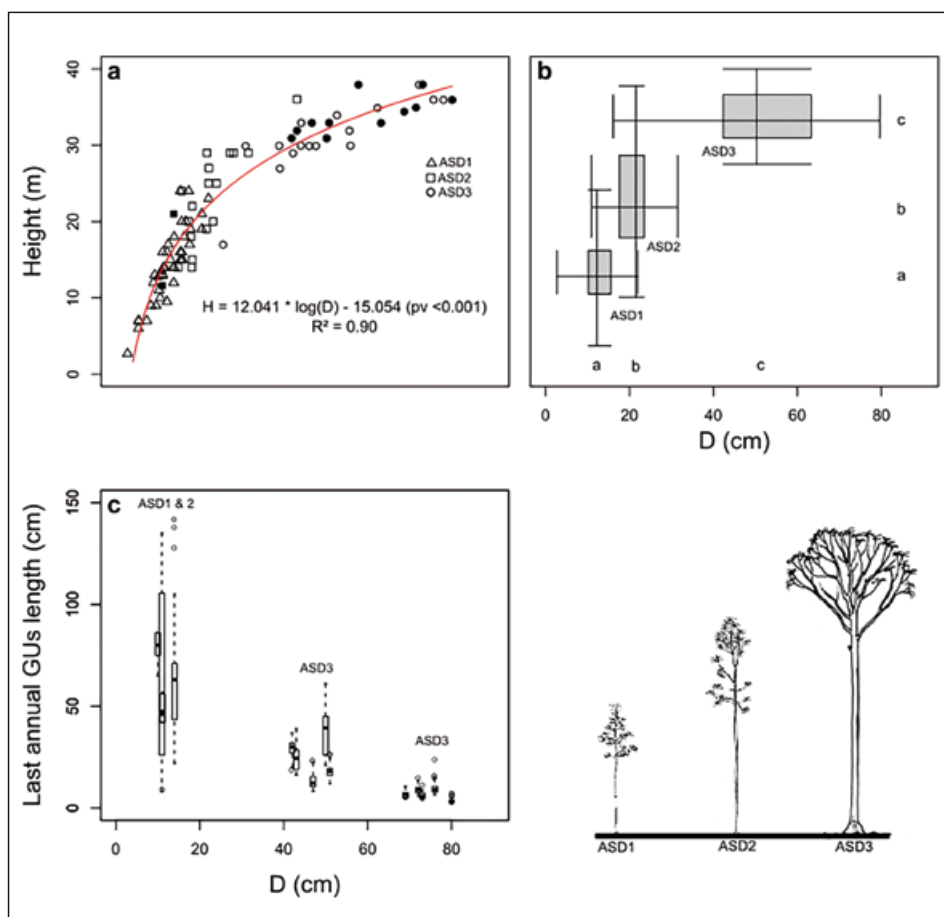 a
Height (m)
40
30
20
10
0
ASD1
ASD2
ASD3
H = 12.041 * log(D) - 15.054 (pv <0.001)
R² = 0.90
b
c
ASD3
b
ASD2
a
ASD1
a b c
0 20 40 60 80
D (cm)
c
Last annual GUs length (cm)
150
100
50
0
ASD1 & 2
ASD3
ASD3
0 20 40 60 80
D (cm)
ASD1 ASD2 ASD3